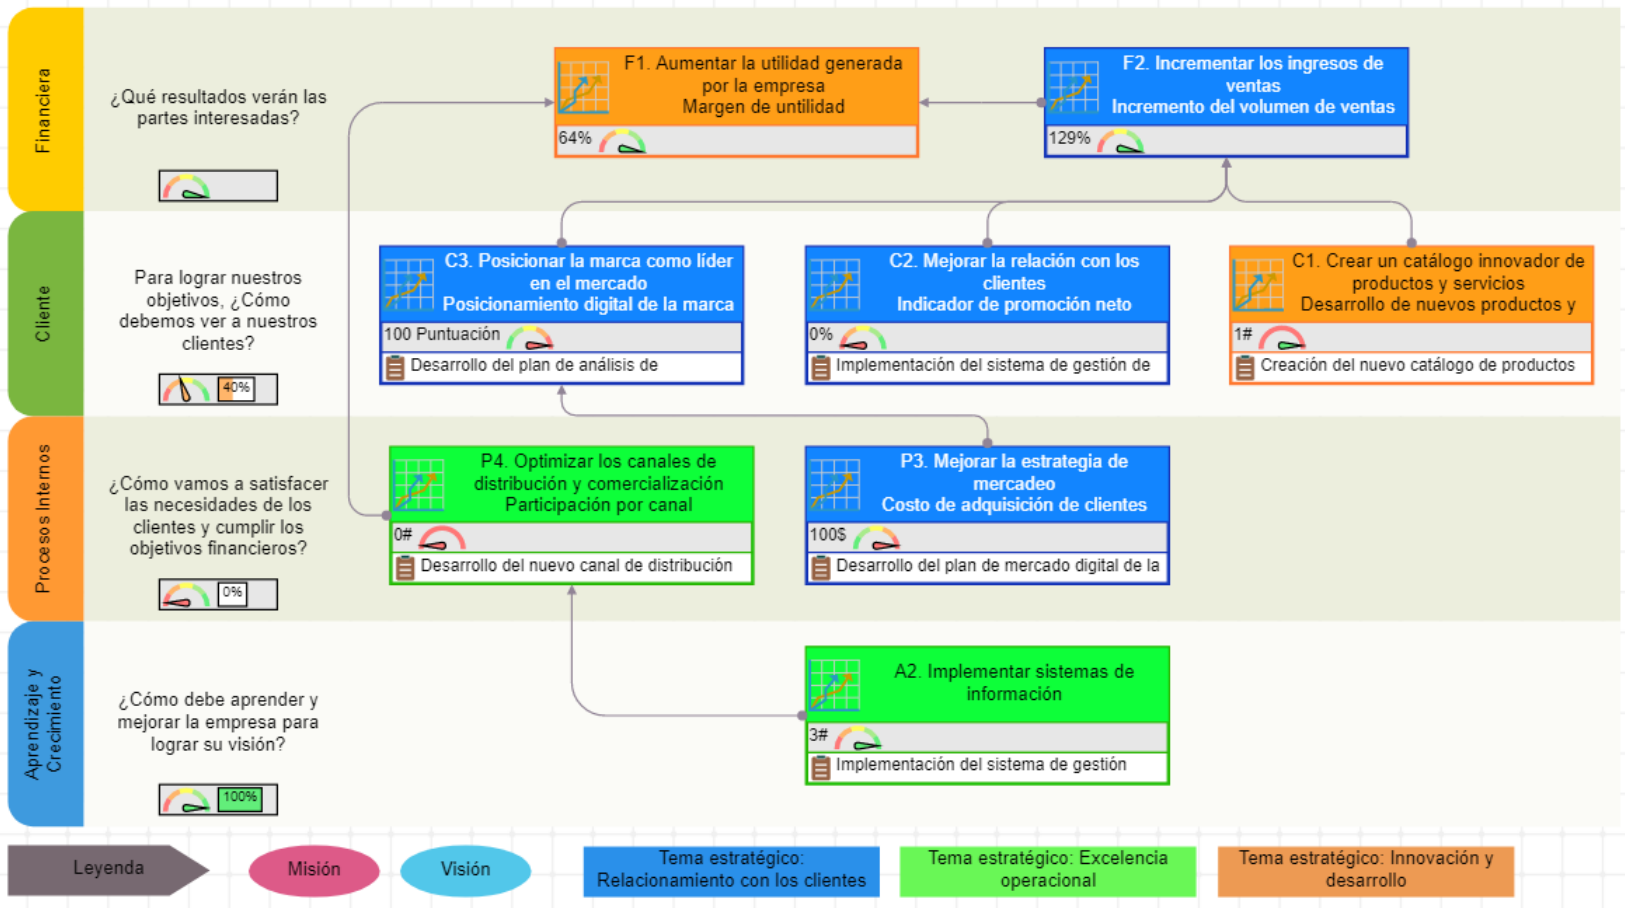 Financiera
¿Qué resultados verán las
partes interesadas?
F1. Aumentar la utilidad generada
por la empresa
Margen de untilidad
64%
F2. Incrementar los ingresos de
ventas
Incremento del volumen de ventas
129%
Cliente
Para lograr nuestros
objetivos, ¿Cómo
debemos ver a nuestros
clientes?
40%
C3. Posicionar la marca como líder
en el mercado
Posicionamiento digital de la marca
100 Puntuación
Desarrollo del plan de análisis de
C2. Mejorar la relación con los
clientes
Indicador de promoción neto
0%
Implementación del sistema de gestión de
C1. Crear un catálogo innovador de
productos y servicios
Desarrollo de nuevos productos y
1#
Creación del nuevo catálogo de productos
Procesos Internos
¿Cómo vamos a satisfacer
las necesidades de los
clientes y cumplir los
objetivos financieros?
0%
P4. Optimizar los canales de
distribución y comercialización
Participación por canal
0#
Desarrollo del nuevo canal de distribución
P3. Mejorar la estrategia de
mercadeo
Costo de adquisición de clientes
100$
Desarrollo del plan de mercado digital de la
Aprendizaje y
Crecimiento
¿Cómo debe aprender y
mejorar la empresa para
lograr su visión?
100%
A2. Implementar sistemas de
información
3#
Implementación del sistema de gestión
Leyenda
Misión
Visión
Tema estratégico:
Relacionamiento con los clientes
Tema estratégico: Excelencia
operacional
Tema estratégico: Innovación y
desarrollo